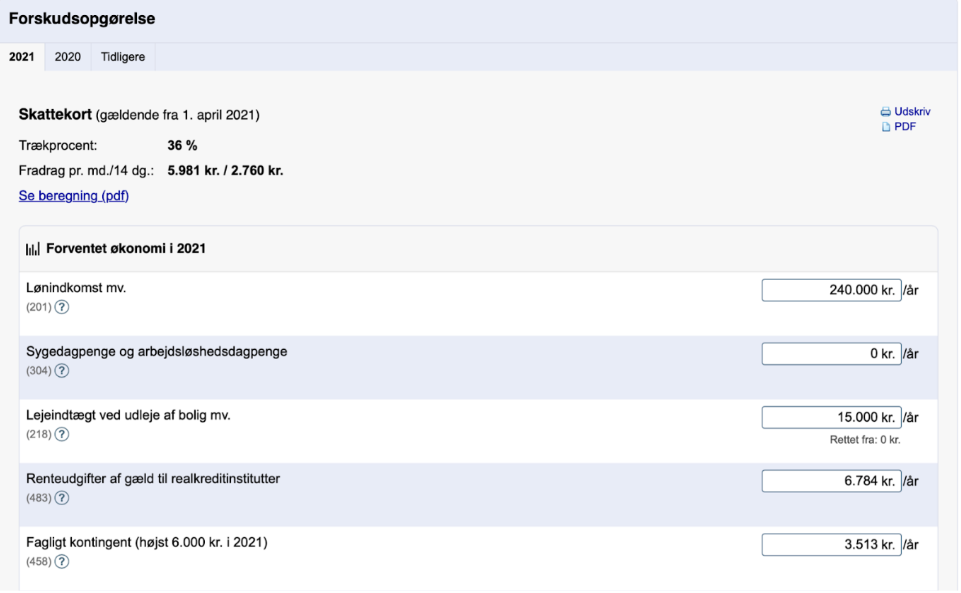 Forskudsopgørelse
2021 2020 Tidligere
Skattekort (gældende fra 1. april 2021)
Udskriv
PDF
Trækprocent: 36 %
Fradrag pr. md./14 dg.: 5.981 kr. / 2.760 kr.
Se beregning (pdf)
Forventet økonomi i 2021
Lønindkomst mv. 240.000 kr. /år
(201) ?
Sygedagpenge og arbejdsløshedsdagpenge 0 kr. /år
(304) ?
Lejeindtægt ved udleje af bolig mv. 15.000 kr. /år
(218) ? Rettet fra: 0 kr.
Renteudgifter af gæld til realkreditinstitutter 6.784 kr. /år
(483) ?
Fagligt kontingent (højst 6.000 kr. i 2021) 3.513 kr. /år
(458) ?